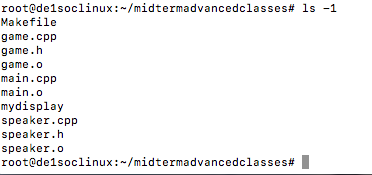 root@de1soclinux:~/midtermadvancedclasses# ls -1
Makefile
game.cpp
game.h
game.o
main.cpp
main.o
mydisplay
speaker.cpp
speaker.h
speaker.o
root@de1soclinux:~/midtermadvancedclasses#